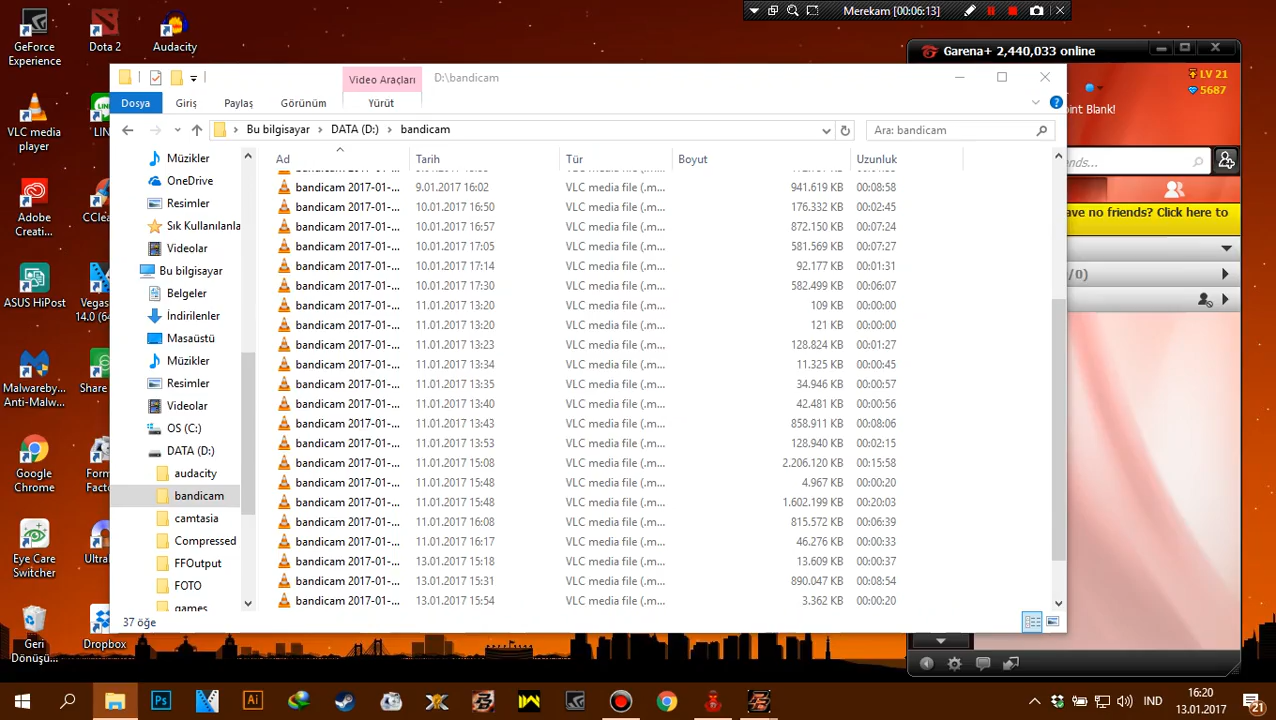 Merekam [00:06:13]
GeForce
Experience
Dota 2
Audacity
VLC media
player
LIN
Adobe
Creati...
CCle
ASUS HiPost
Vegas
14.0 (64
Malwareby...
Anti-Malw...
Share
Google
Chrome
Form
Facto
Eye Care
Switcher
Ultra
Geri
Dönüşü...
Dropbox
Video Araçları
D:\bandicam
Dosya
Giriş
Paylaş
Görünüm
Yürüt
Bu bilgisayar
DATA (D:)
bandicam
Ara: bandicam
Müzikler
OneDrive
Resimler
Sık Kullanılanla
Videolar
Bu bilgisayar
Belgeler
İndirilenler
Masaüstü
Müzikler
Resimler
Videolar
OS (C:)
DATA (D:)
audacity
bandicam
camtasia
Compressed
FFOutput
FOTO
games
Ad Tarih Tür Boyut Uzunluk
bandicam 2017-01-... 9.01.2017 16:02 VLC media file (.m... 941.619 KB 00:08:58
bandicam 2017-01-... 10.01.2017 16:50 VLC media file (.m... 176.332 KB 00:02:45
bandicam 2017-01-... 10.01.2017 16:57 VLC media file (.m... 872.150 KB 00:07:24
bandicam 2017-01-... 10.01.2017 17:05 VLC media file (.m... 581.569 KB 00:07:27
bandicam 2017-01-... 10.01.2017 17:14 VLC media file (.m... 92.177 KB 00:01:31
bandicam 2017-01-... 10.01.2017 17:30 VLC media file (.m... 582.499 KB 00:06:07
bandicam 2017-01-... 11.01.2017 13:20 VLC media file (.m... 109 KB 00:00:00
bandicam 2017-01-... 11.01.2017 13:20 VLC media file (.m... 121 KB 00:00:00
bandicam 2017-01-... 11.01.2017 13:23 VLC media file (.m... 128.824 KB 00:01:27
bandicam 2017-01-... 11.01.2017 13:34 VLC media file (.m... 11.325 KB 00:00:45
bandicam 2017-01-... 11.01.2017 13:35 VLC media file (.m... 34.946 KB 00:00:57
bandicam 2017-01-... 11.01.2017 13:40 VLC media file (.m... 42.481 KB 00:00:56
bandicam 2017-01-... 11.01.2017 13:43 VLC media file (.m... 858.911 KB 00:08:06
bandicam 2017-01-... 11.01.2017 13:53 VLC media file (.m... 128.940 KB 00:02:15
bandicam 2017-01-... 11.01.2017 15:08 VLC media file (.m... 2.206.120 KB 00:15:58
bandicam 2017-01-... 11.01.2017 15:48 VLC media file (.m... 4.967 KB 00:00:20
bandicam 2017-01-... 11.01.2017 15:48 VLC media file (.m... 1.602.199 KB 00:20:03
bandicam 2017-01-... 11.01.2017 16:08 VLC media file (.m... 815.572 KB 00:06:39
bandicam 2017-01-... 11.01.2017 16:17 VLC media file (.m... 46.276 KB 00:00:33
bandicam 2017-01-... 13.01.2017 15:18 VLC media file (.m... 13.609 KB 00:00:37
bandicam 2017-01-... 13.01.2017 15:31 VLC media file (.m... 890.047 KB 00:08:54
bandicam 2017-01-... 13.01.2017 15:54 VLC media file (.m... 3.362 KB 00:00:20
37 öğe
Garena+ 2,440,033 online
LV 21
5687
oint Blank!
ends...
ave no friends? Click here to
/0)
IND
16:20
13.01.2017
21